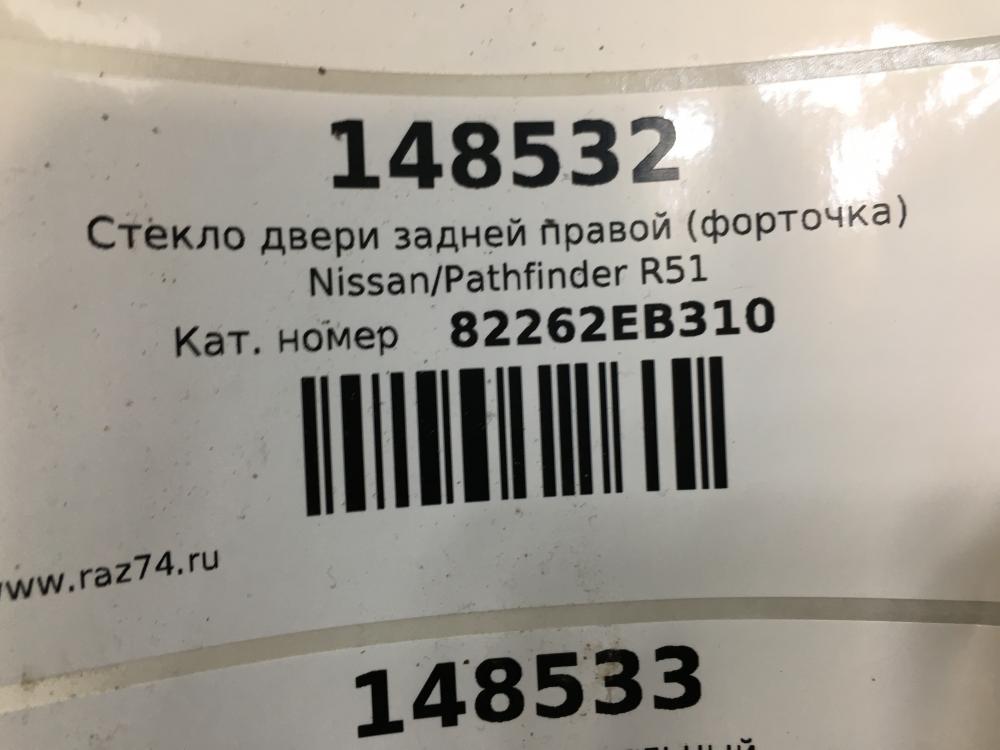 148532
Стекло двери задней правой (форточка)
Nissan/Pathfinder R51
Кат. номер 82262EB310
www.raz74.ru
148533